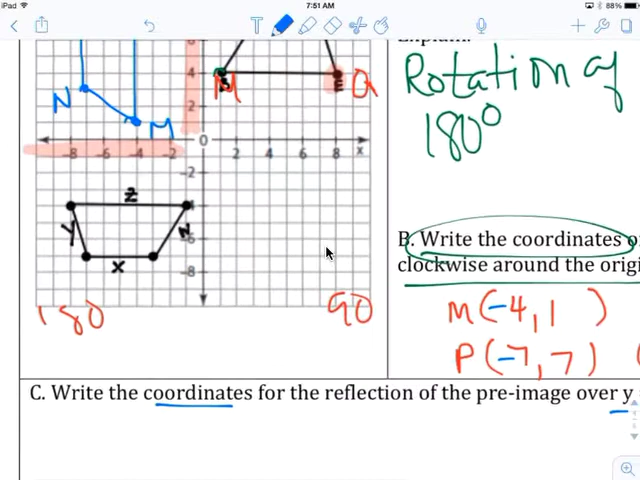 iPad
7:51 AM
88%
T
6
4
M
Q
N
M
2
-8 -6 -4 -2 0 2 4 6 8 x
-2
z
y
z
-6
x
-8
180
90
Explain.
Rotation of
180°
B. Write the coordinates o
clockwise around the origi
M(-4,1 )
P(-7,7) (
C. Write the coordinates for the reflection of the pre-image over y